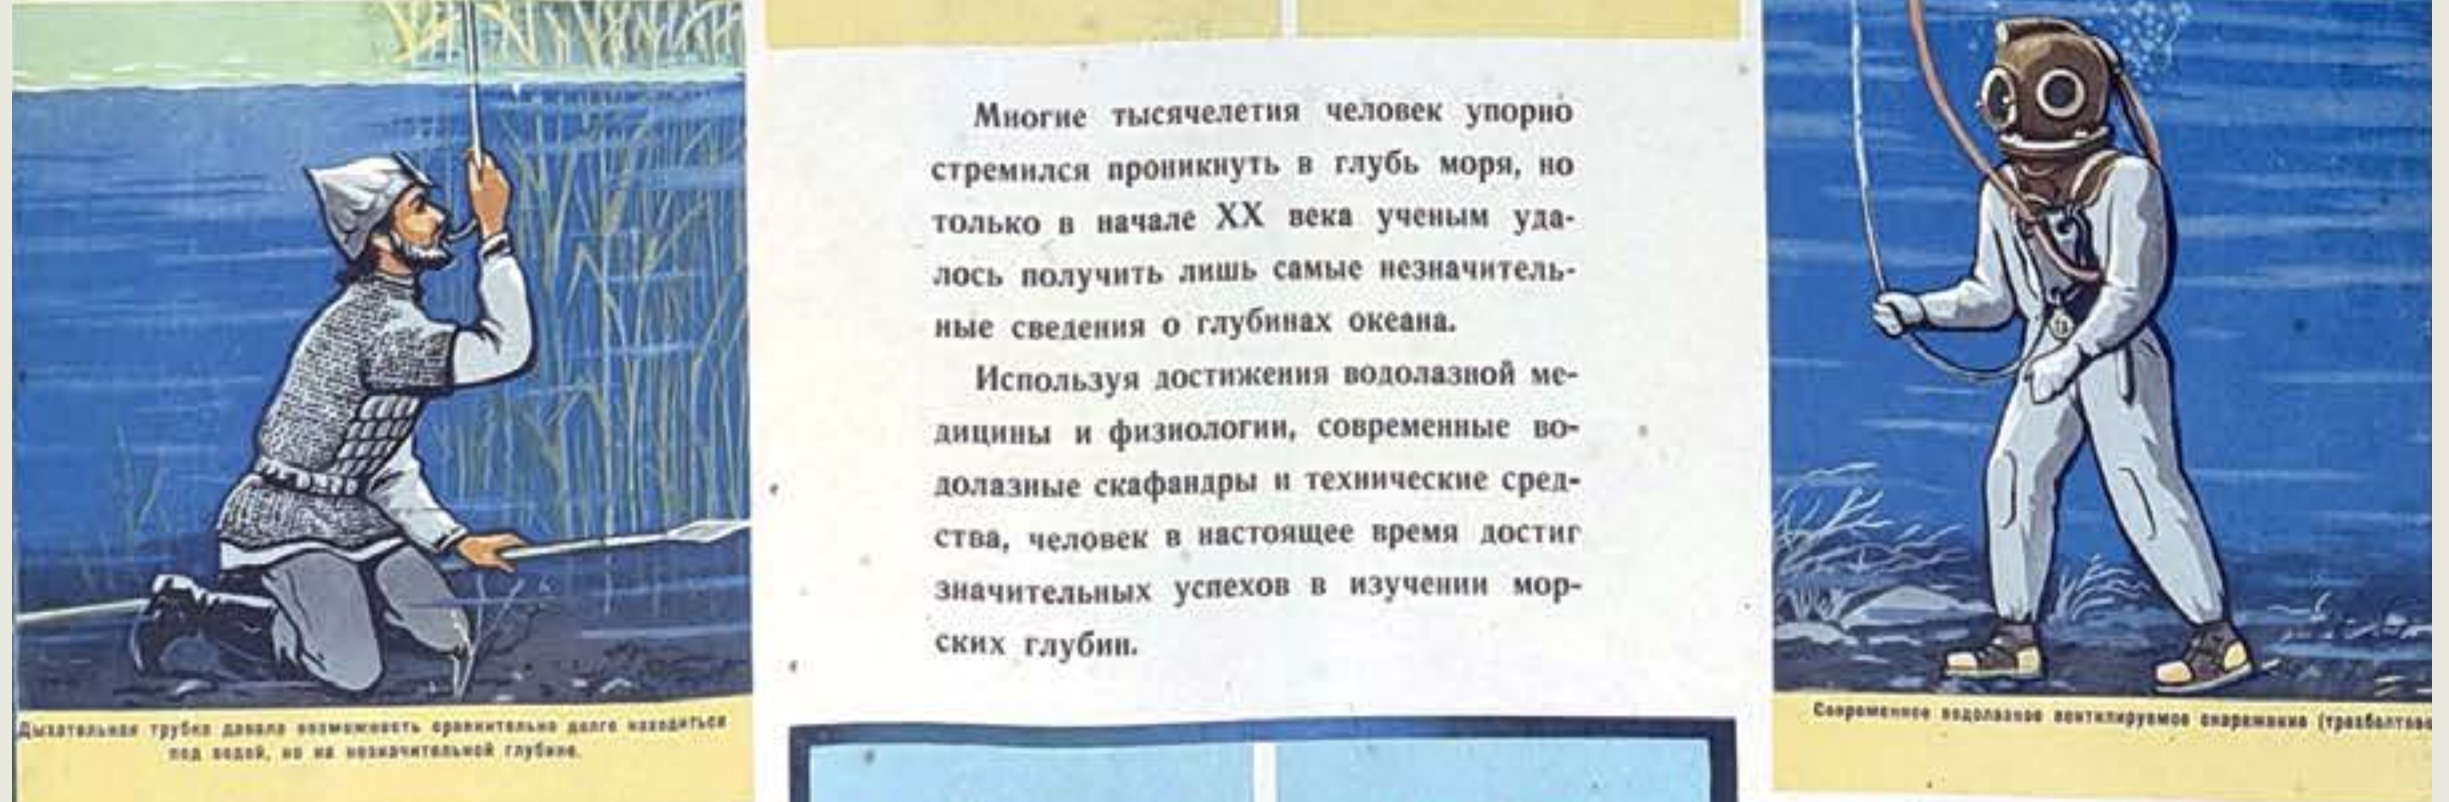 Многие тысячелетия человек упорно
стремился проникнуть в глубь моря, но
только в начале XX века ученым уда-
лось получить лишь самые незначитель-
ные сведения о глубинах океана.
Используя достижения водолазной ме-
дицины и физиологии, современные во-
долазные скафандры и технические сред-
ства, человек в настоящее время достиг
значительных успехов в изучении мор-
ских глубин.
Дыхательная трубка давала возможность сравнительно долго находиться
под водой, но на незначительной глубине.
Современное водолазное вентилируемое снаряжение